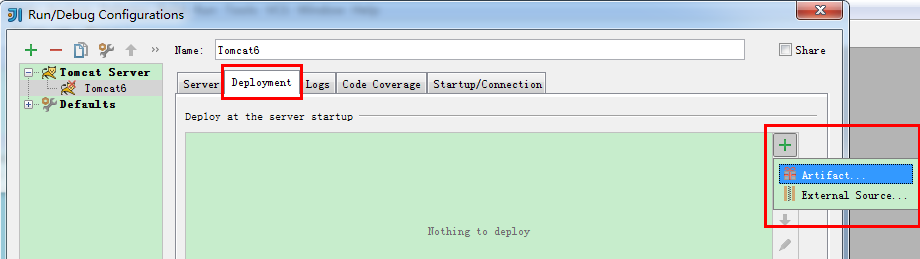 Run/Debug Configurations
Name: Tomcat6
Share
Tomcat Server
Tomcat6
Defaults
Server Deployment Logs Code Coverage Startup/Connection
Deploy at the server startup
Artifact...
External Source...
Nothing to deploy